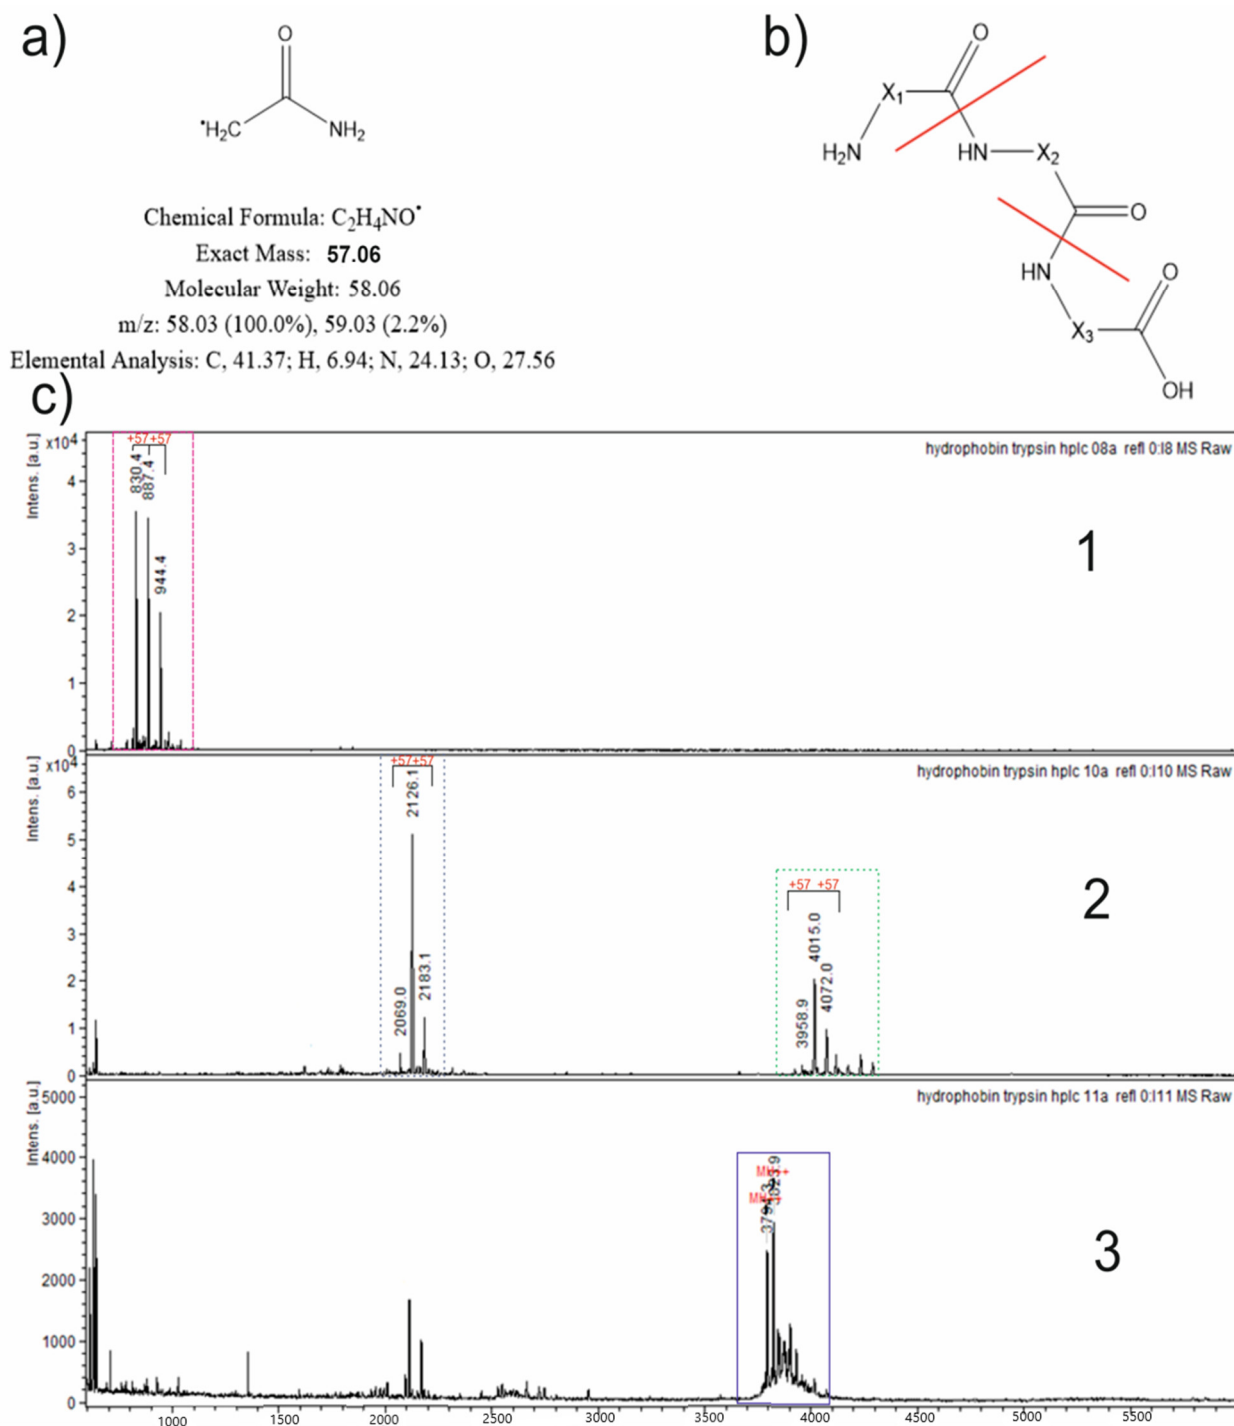 a)
O
•H₂C
NH₂
Chemical Formula: C₂H₄NO•
Exact Mass: 57.06
Molecular Weight: 58.06
m/z: 58.03 (100.0%), 59.03 (2.2%)
Elemental Analysis: C, 41.37; H, 6.94; N, 24.13; O, 27.56
b)
O
X₁
H₂N
HN
X₂
O
HN
O
X₃
OH
c)
Intens. [a.u.]
x10⁴
4
3
2
1
0
+57+57
830.4
887.4
944.4
hydrophobin trypsin hplc 08a refl 0:I8 MS Raw
1
Intens. [a.u.]
x10⁴
6
5
4
3
2
1
0
+57+57
2069.0
2126.1
2183.1
+57 +57
3958.9
4015.0
4072.0
hydrophobin trypsin hplc 10a refl 0:I10 MS Raw
2
Intens. [a.u.]
5000
4000
3000
2000
1000
0
hydrophobin trypsin hplc 11a refl 0:I11 MS Raw
3
1000 1500 2000 2500 3000 3500 4000 4500 5000 5500